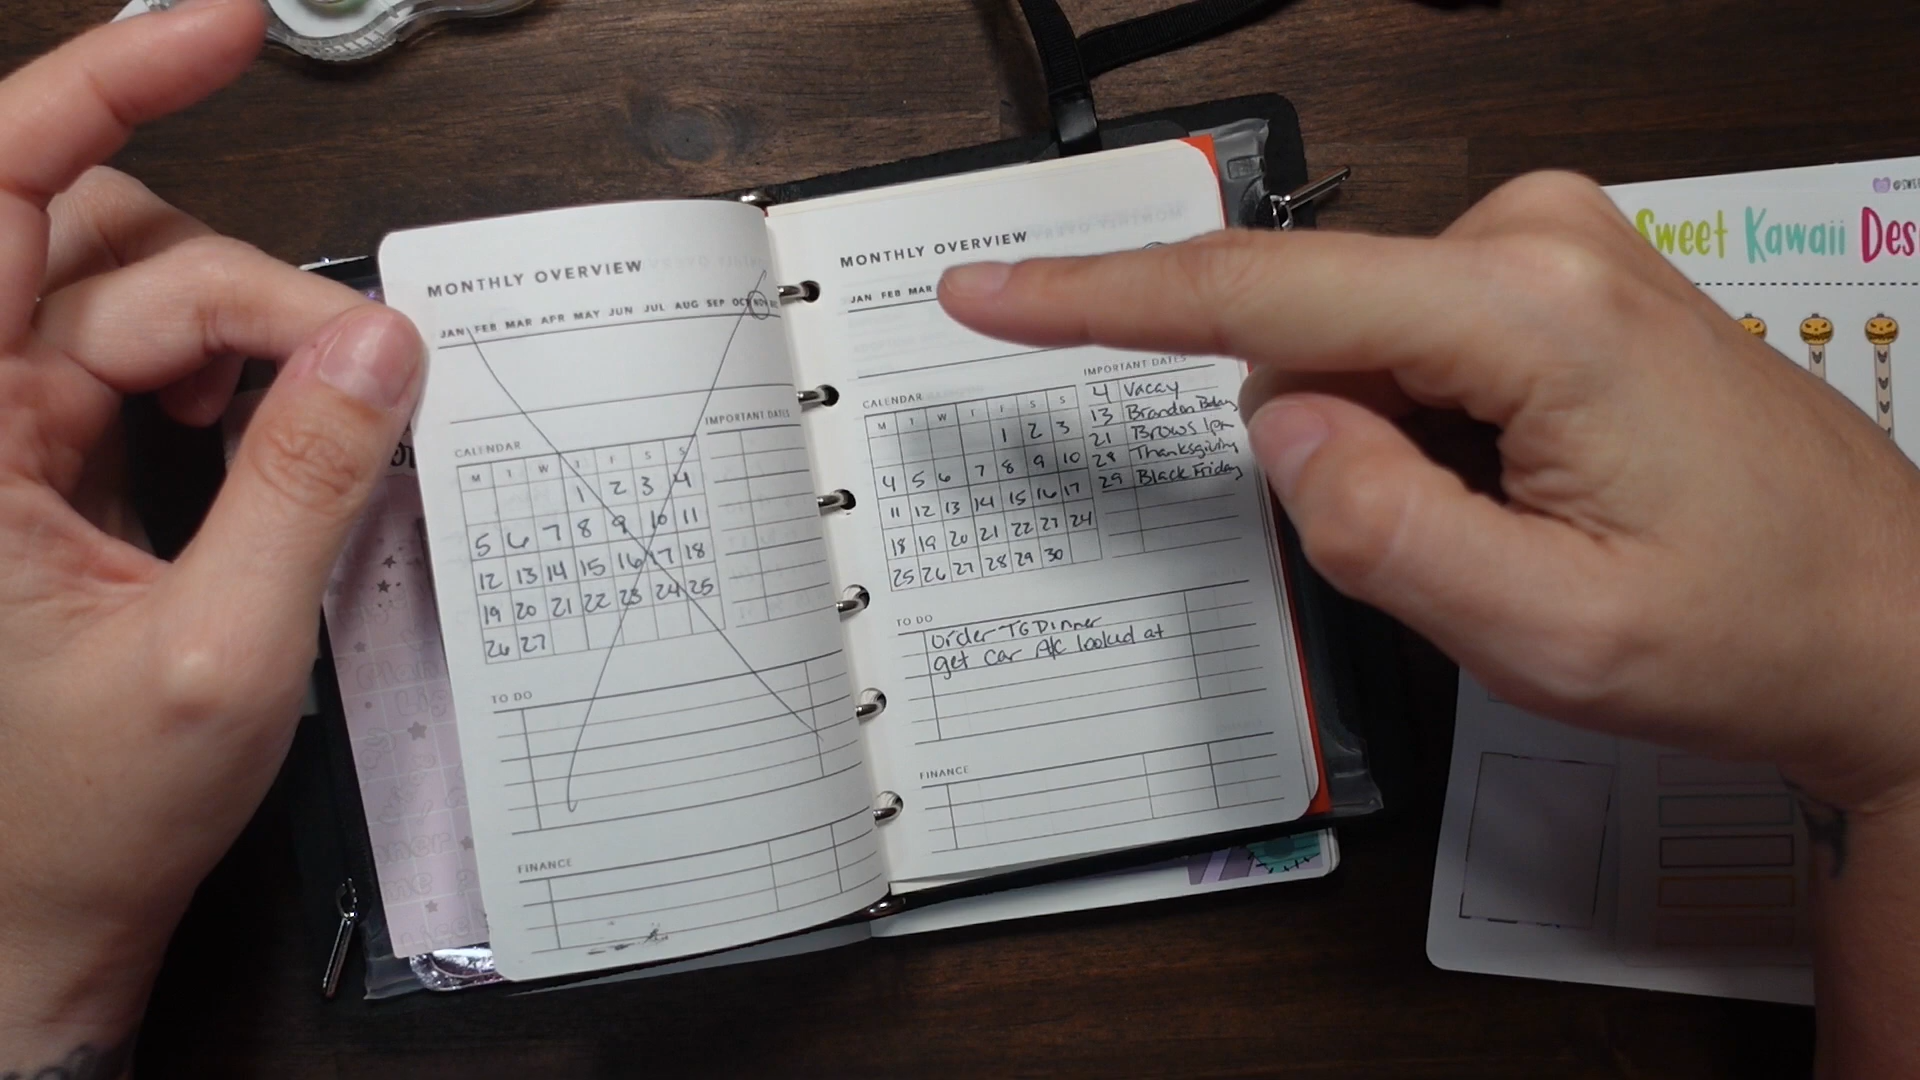 MONTHLY OVERVIEW
JAN FEB MAR APR MAY JUN JUL AUG SEP OCT NOV
CALENDAR
IMPORTANT DATES
M T W T F S S
1 2 3 4
5 6 7 8 9 10 11
12 13 14 15 16 17 18
19 20 21 22 23 24 25
26 27
TO DO
FINANCE
MONTHLY OVERVIEW
JAN FEB MAR
CALENDAR
M T W T F S S
1 2 3
4 5 6 7 8 9 10
11 12 13 14 15 16 17
18 19 20 21 22 23 24
25 26 27 28 29 30
IMPORTANT DATES
4 Vacay
13 Brandon Bday
21 Brows 1pm
28 Thanksgiving
29 Black Friday
TO DO
order TG Dinner
get car A/C looked at
FINANCE
Sweet Kawaii Des